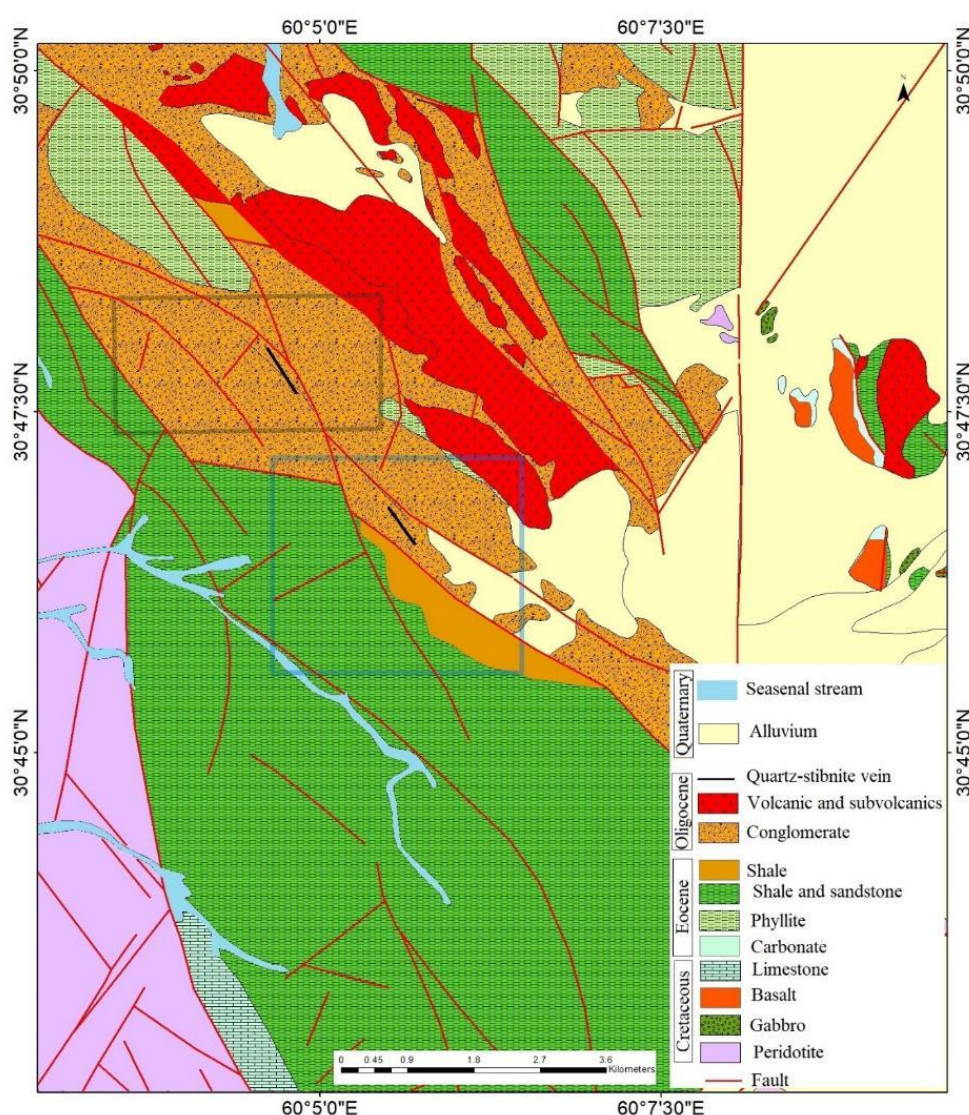 60°5'0"E
60°7'30"E
30°50'0"N
30°50'0"N
N
30°47'30"N
30°47'30"N
30°45'0"N
30°45'0"N
Quaternary
Seasenal stream
Alluvium
Oligocene
Quartz-stibnite vein
Volcanic and subvolcanics
Conglomerate
Eocene
Shale
Shale and sandstone
Phyllite
Carbonate
Cretaceous
Limestone
Basalt
Gabbro
Peridotite
Fault
0 0.45 0.9 1.8 2.7 3.6
Kilometers
60°5'0"E
60°7'30"E